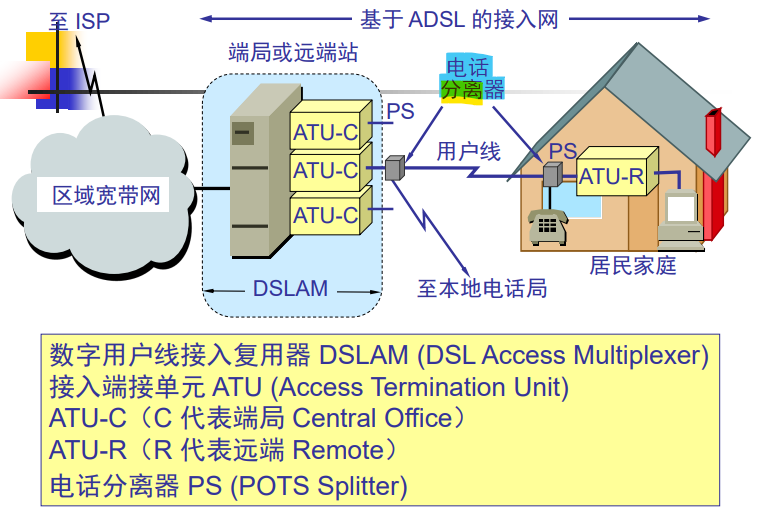 至 ISP
基于 ADSL 的接入网
端局或远端站
电话
分离器
PS
ATU-C
ATU-C
ATU-C
用户线
PS
ATU-R
区域宽带网
DSLAM
至本地电话局
居民家庭
数字用户线接入复用器 DSLAM (DSL Access Multiplexer)
接入端接单元 ATU (Access Termination Unit)
ATU-C（C 代表端局 Central Office）
ATU-R（R 代表远端 Remote）
电话分离器 PS (POTS Splitter)